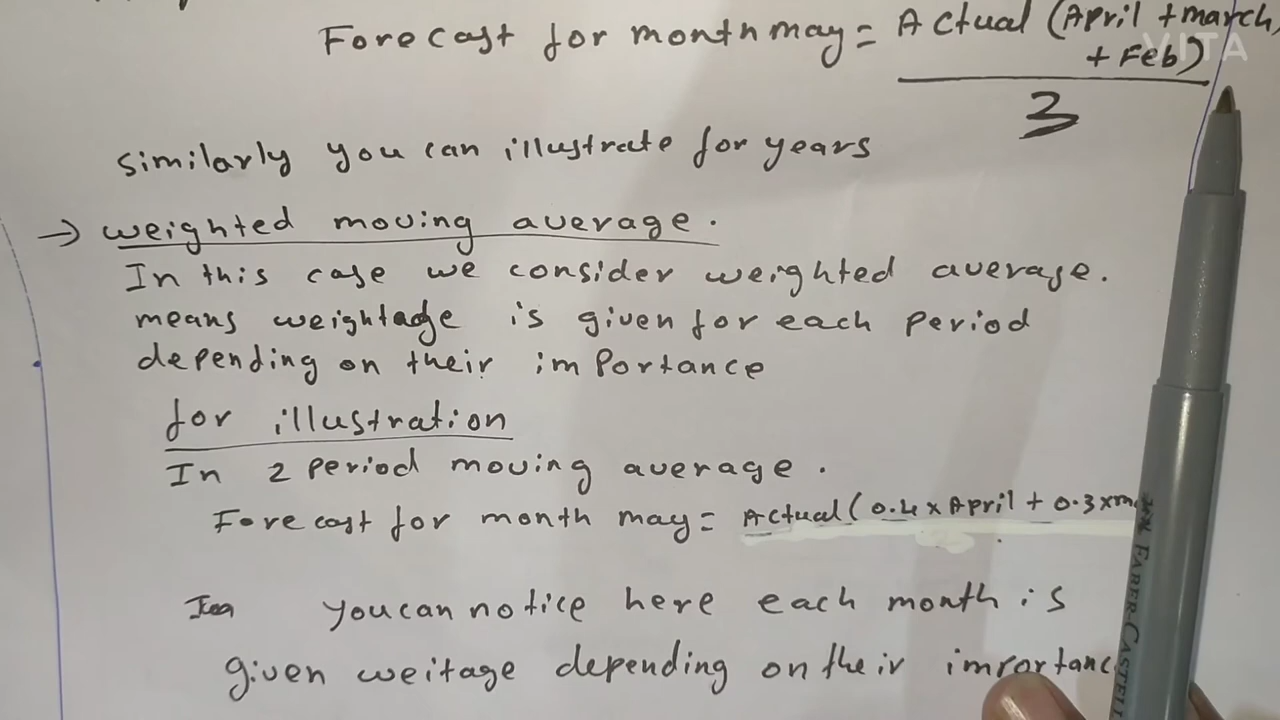 Forecast for month may = Actual (April + march
+ Feb)
3
VITA
similarly you can illustrate for years
→ weighted moving average.
In this case we consider weighted average.
means weightage is given for each period
depending on their importance
for illustration
In 2 period moving average.
Forecast for month may = Actual (0.4 x April + 0.3 x m
you can notice here each month is
given weitage depending on their importanc
FABER-CASTELL